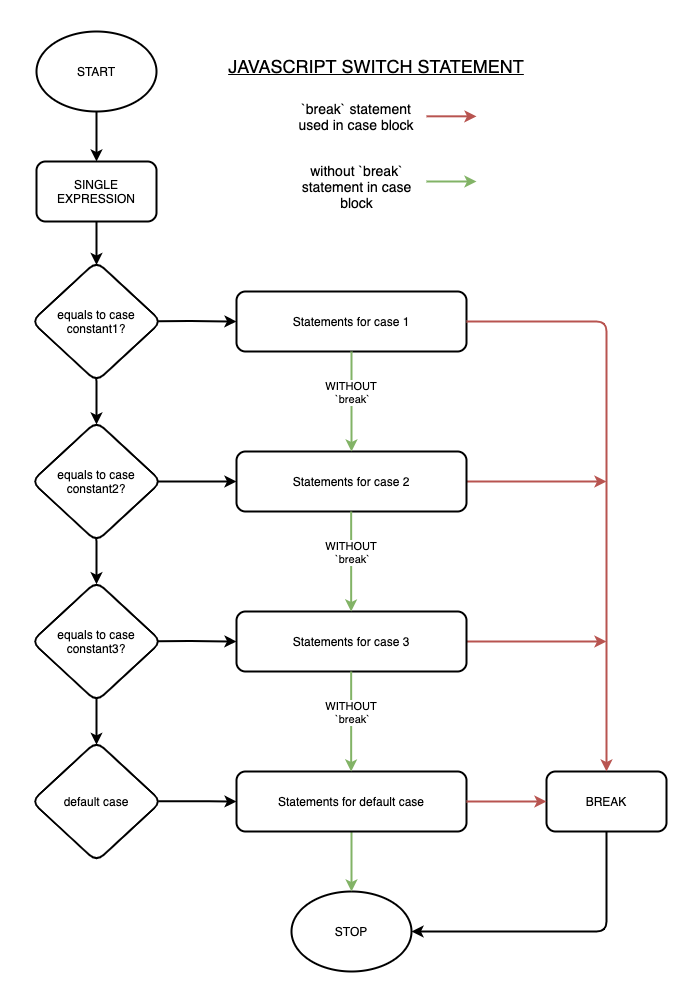 START
JAVASCRIPT SWITCH STATEMENT
`break` statement
used in case block
without `break`
statement in case
block
SINGLE
EXPRESSION
equals to case
constant1?
Statements for case 1
WITHOUT
`break`
equals to case
constant2?
Statements for case 2
WITHOUT
`break`
equals to case
constant3?
Statements for case 3
WITHOUT
`break`
default case
Statements for default case
BREAK
STOP